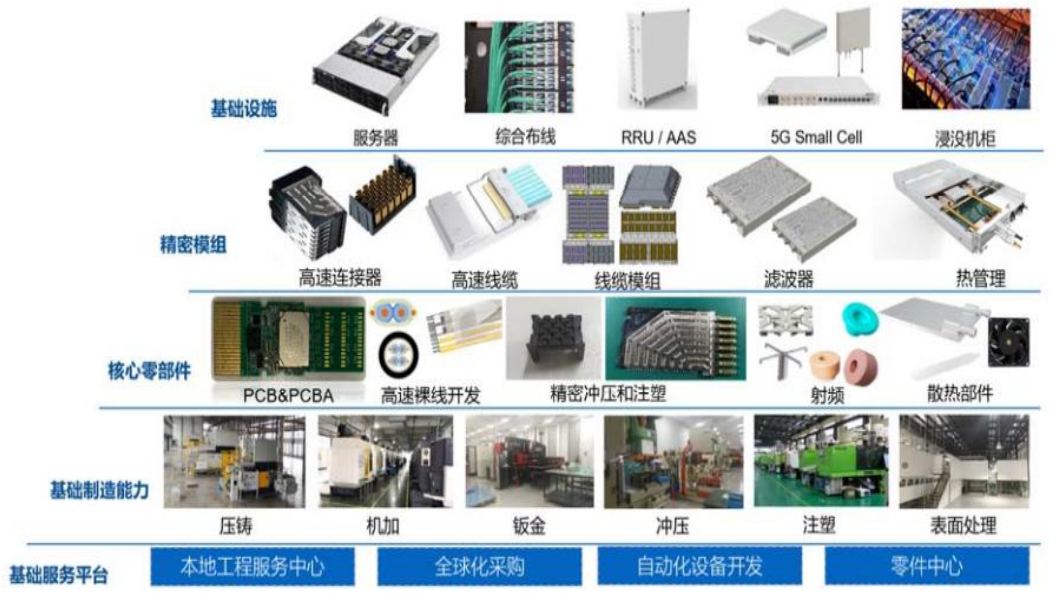 基础设施
服务器
综合布线
RRU / AAS
5G Small Cell
浸没机柜
精密模组
高速连接器
高速线缆
线缆模组
滤波器
热管理
核心零部件
PCB&PCBA
高速裸线开发
精密冲压和注塑
射频
散热部件
基础制造能力
压铸
机加
钣金
冲压
注塑
表面处理
基础服务平台
本地工程服务中心
全球化采购
自动化设备开发
零件中心